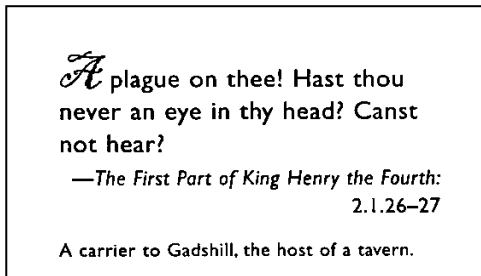 A plague on thee! Hast thou
never an eye in thy head? Canst
not hear?
—The First Part of King Henry the Fourth:
2.1.26–27
A carrier to Gadshill, the host of a tavern.